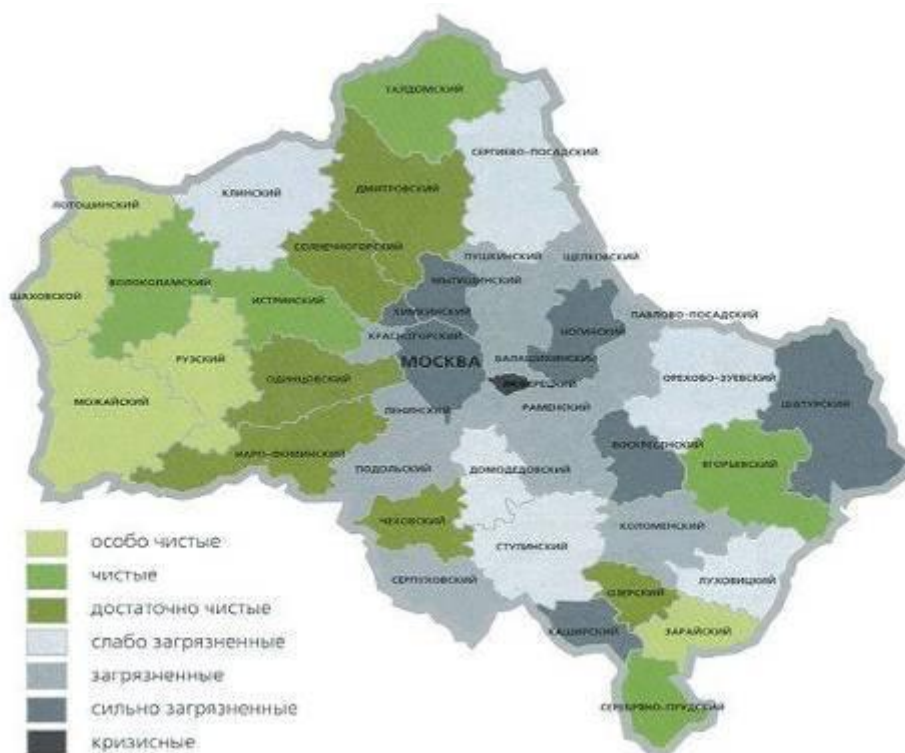 ТАЛДОМСКИЙ
СЕРГИЕВО-ПОСАДСКИЙ
КЛИНСКИЙ
ДМИТРОВСКИЙ
ЛОТОШИНСКИЙ
СОЛНЕЧНОГОРСКИЙ
ПУШКИНСКИЙ
ЩЕЛКОВСКИЙ
ВОЛОКОЛАМСКИЙ
МЫТИЩИНСКИЙ
ШАХОВСКОЙ
ИСТРИНСКИЙ
ХИМКИНСКИЙ
ПАВЛОВО-ПОСАДСКИЙ
НОГИНСКИЙ
КРАСНОГОРСКИЙ
РУЗСКИЙ
МОСКВА
БАЛАШИХИНСКИЙ
ОДИНЦОВСКИЙ
ЛЮБЕРЕЦКИЙ
ОРЕХОВО-ЗУЕВСКИЙ
МОЖАЙСКИЙ
ШАТУРСКИЙ
ЛЕНИНСКИЙ
РАМЕНСКИЙ
ВОСКРЕСЕНСКИЙ
НАРО-ФОМИНСКИЙ
ПОДОЛЬСКИЙ
ДОМОДЕДОВСКИЙ
ЕГОРЬЕВСКИЙ
ЧЕХОВСКИЙ
КОЛОМЕНСКИЙ
СТУПИНСКИЙ
СЕРПУХОВСКИЙ
ЛУХОВИЦКИЙ
ОЗЕРСКИЙ
КАШИРСКИЙ
ЗАРАЙСКИЙ
СЕРЕБРЯНО-ПРУДСКИЙ
особо чистые
чистые
достаточно чистые
слабо загрязненные
загрязненные
сильно загрязненные
кризисные